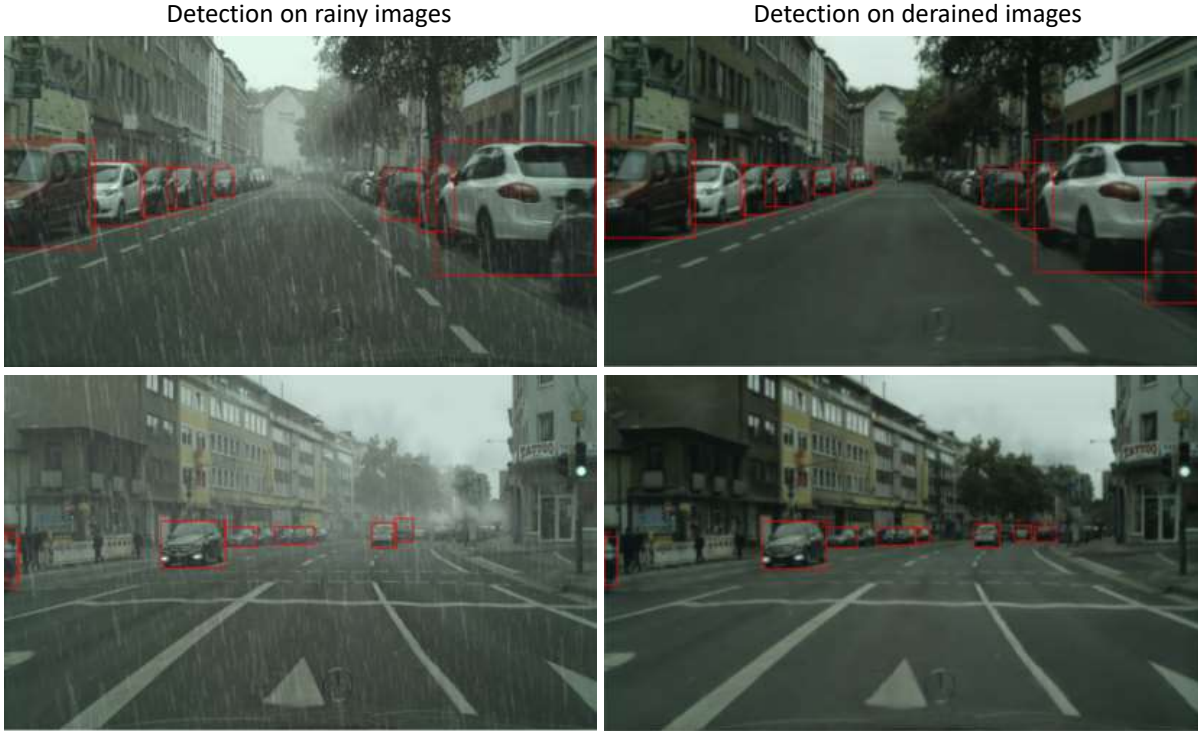 Detection on rainy images
Detection on derained images
TATTOO
TATTOO